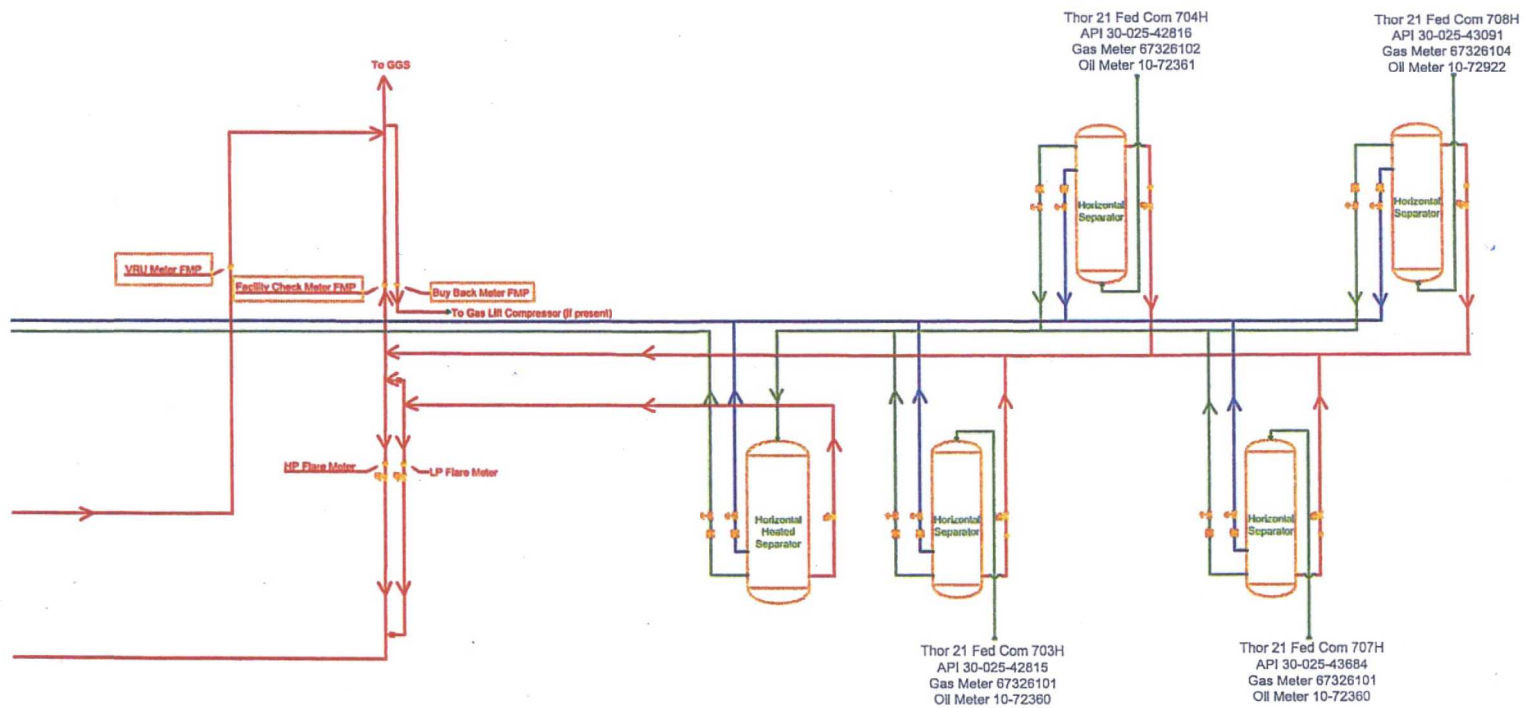 Thor 21 Fed Com 704H
API 30-025-42816
Gas Meter 67326102
Oil Meter 10-72361
Thor 21 Fed Com 708H
API 30-025-43091
Gas Meter 67326104
Oil Meter 10-72922
To GGS
Horizontal
Separator
Horizontal
Separator
VRU Meter FMP
Facility Check Meter FMP
Buy Back Meter FMP
To Gas Lift Compressor (if present)
HP Flare Meter
LP Flare Meter
Horizontal
Heated
Separator
Horizontal
Separator
Horizontal
Separator
Thor 21 Fed Com 703H
API 30-025-42815
Gas Meter 67326101
Oil Meter 10-72360
Thor 21 Fed Com 707H
API 30-025-43684
Gas Meter 67326101
Oil Meter 10-72360